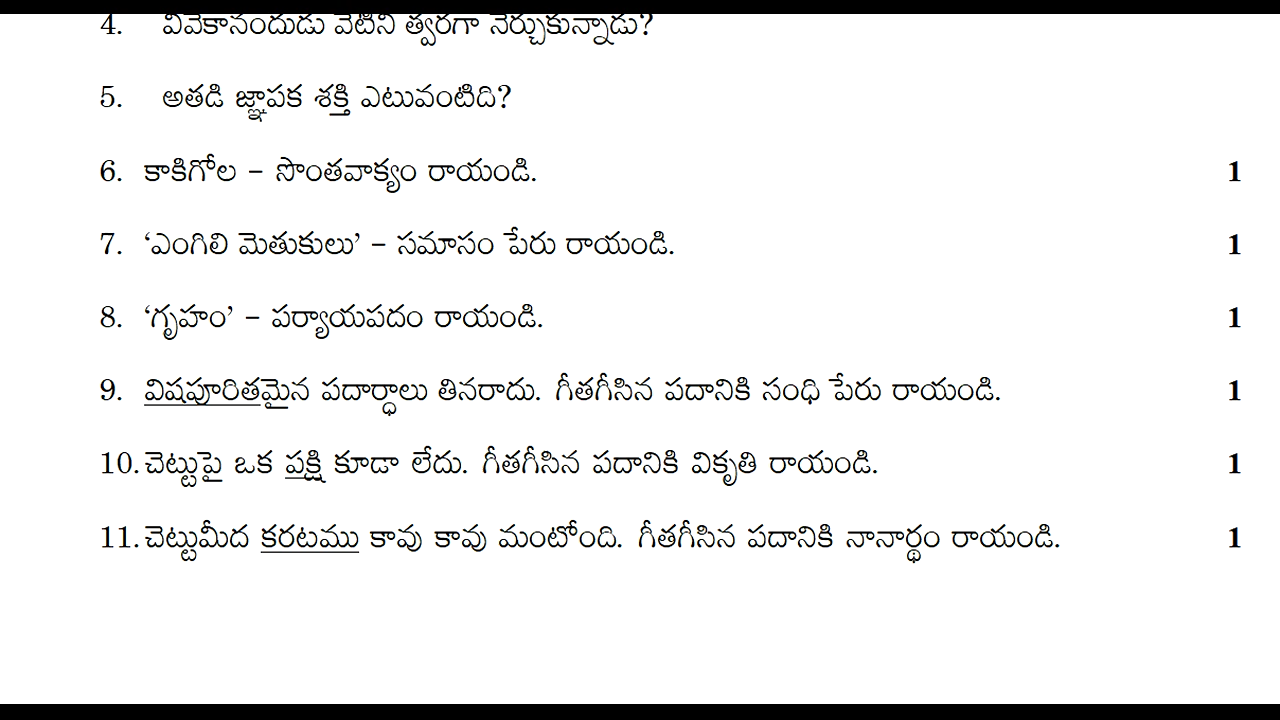 4. వివేకానందుడు వేటిని త్వరగా నేర్చుకున్నాడు?
5. అతడి జ్ఞాపక శక్తి ఎటువంటిది?
6. కాకిగోల – సొంతవాక్యం రాయండి. 1
7. ‘ఎంగిలి మెతుకులు’ – సమాసం పేరు రాయండి. 1
8. ‘గృహం’ – పర్యాయపదం రాయండి. 1
9. విషపూరితమైన పదార్ధాలు తినరాదు. గీతగీసిన పదానికి సంధి పేరు రాయండి. 1
10. చెట్టుపై ఒక పక్షి కూడా లేదు. గీతగీసిన పదానికి వికృతి రాయండి. 1
11. చెట్టుమీద కరటము కావు కావు మంటోంది. గీతగీసిన పదానికి నానార్థం రాయండి. 1